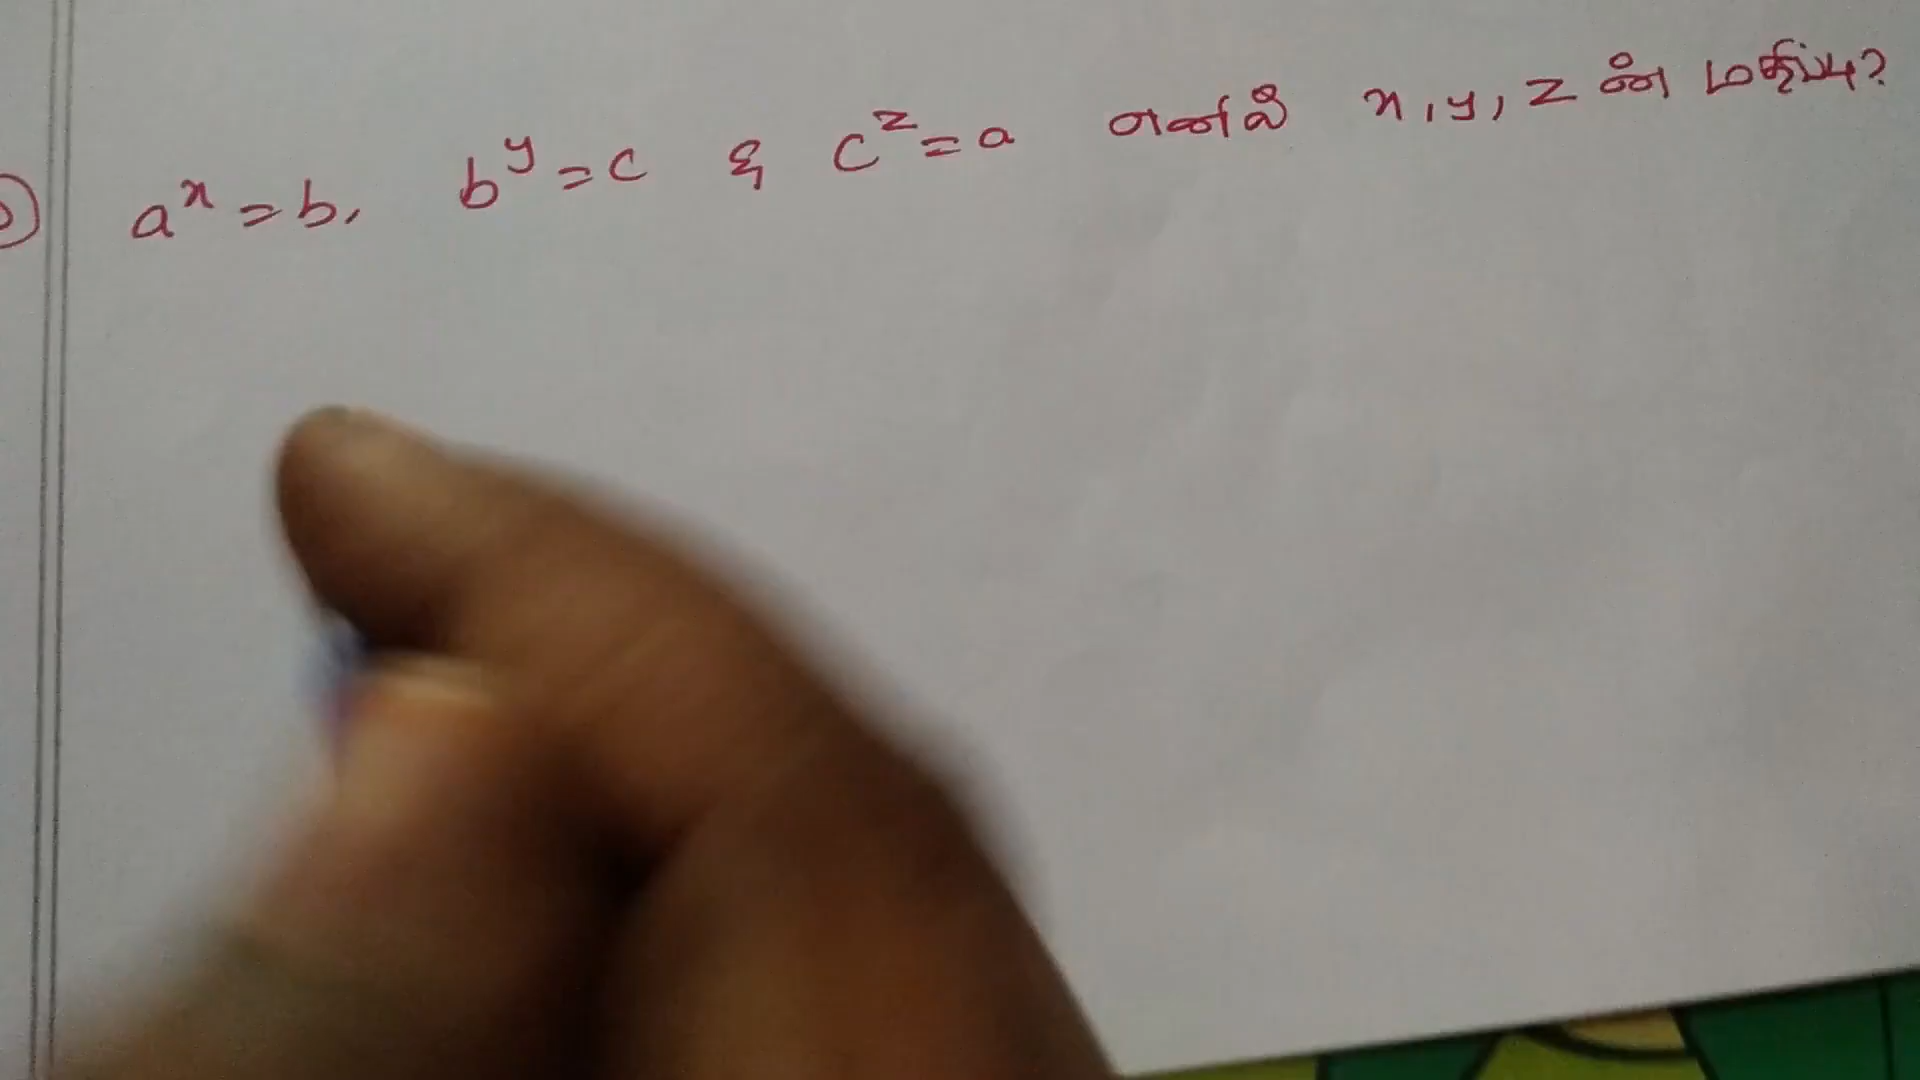 a^x = b, b^y = c & c^z = a எனில் x, y, z ன் மதிப்பு?